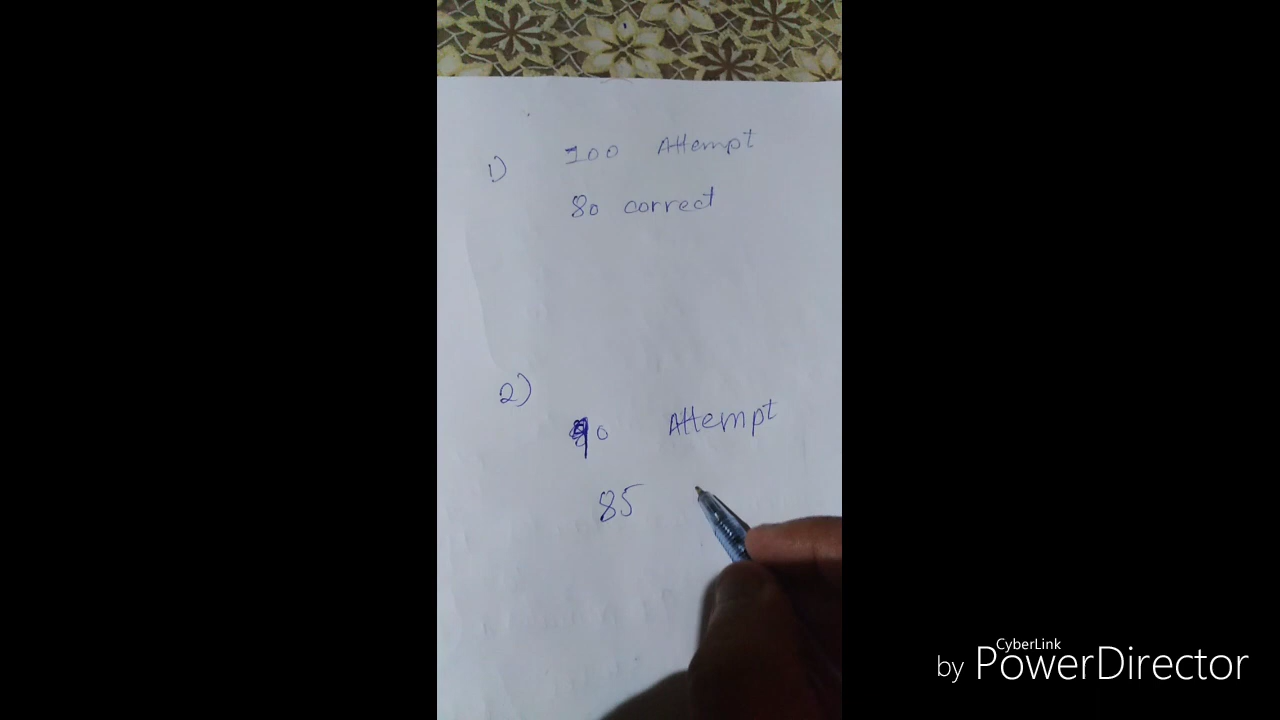 1) 100 Attempt
80 correct
2)
90 Attempt
85
CyberLink
by PowerDirector